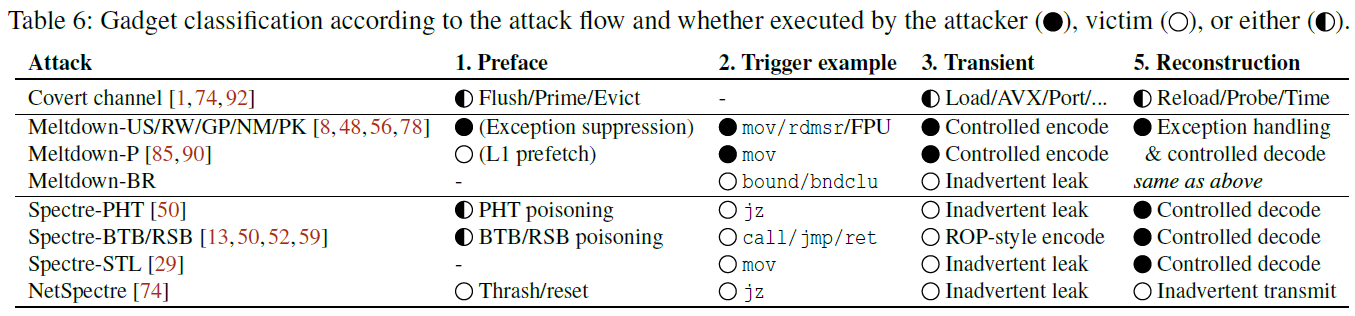 Table 6: Gadget classification according to the attack flow and whether executed by the attacker (●), victim (○), or either (◐).
Attack 1. Preface 2. Trigger example 3. Transient 5. Reconstruction
Covert channel [1,74,92] ◐ Flush/Prime/Evict - ◐ Load/AVX/Port/... ◐ Reload/Probe/Time
Meltdown-US/RW/GP/NM/PK [8,48,56,78] ● (Exception suppression) ● mov/rdmsr/FPU ● Controlled encode ● Exception handling
Meltdown-P [85,90] ○ (L1 prefetch) ● mov ● Controlled encode & controlled decode
Meltdown-BR - ○ bound/bndclu ○ Inadvertent leak same as above
Spectre-PHT [50] ◐ PHT poisoning ○ jz ○ Inadvertent leak ● Controlled decode
Spectre-BTB/RSB [13,50,52,59] ◐ BTB/RSB poisoning ○ call/jmp/ret ○ ROP-style encode ● Controlled decode
Spectre-STL [29] - ○ mov ○ Inadvertent leak ● Controlled decode
NetSpectre [74] ○ Thrash/reset ○ jz ○ Inadvertent leak ○ Inadvertent transmit